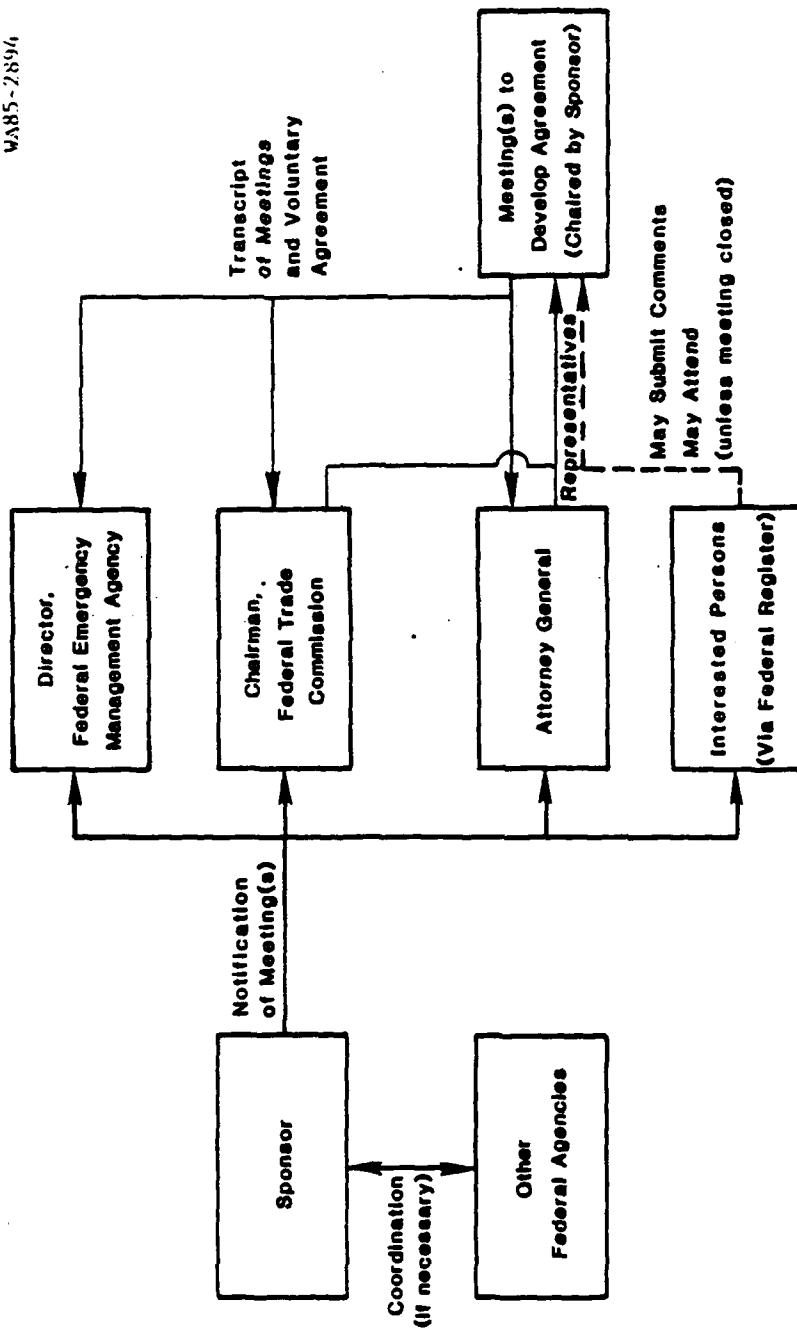 WA85-2894
Sponsor
Coordination
(If necessary)
Other
Federal Agencies
Notification
of Meeting(s)
Director,
Federal Emergency
Management Agency
Chairman,
Federal Trade
Commission
Attorney General
Interested Persons
(Via Federal Register)
Transcript
of Meetings
and Voluntary
Agreement
Representatives
May Submit Comments
May Attend
(unless meeting closed)
Meeting(s) to
Develop Agreement
(Chaired by Sponsor)